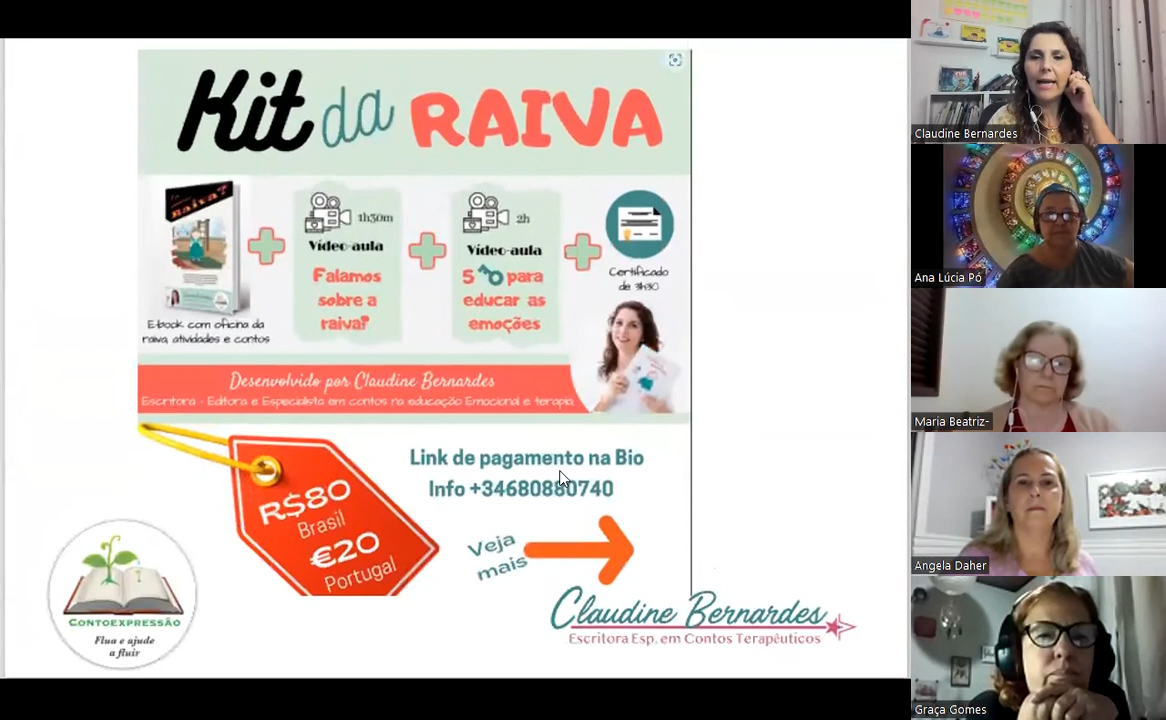 Kit da RAIVA
Raiva?
1h30m
Vídeo-aula
Falamos
sobre a
raiva?
2h
Vídeo-aula
5 para
educar as
emoções
Certificado
de 3h30
E-book com oficina da
raiva, atividades e contos
Desenvolvido por Claudine Bernardes
Escritora - Editora e Especialista em contos na educação Emocional e terapia
R$80
Brasil
€20
Portugal
Link de pagamento na Bio
Info +34680880740
Veja
mais
CONTOEXPRESSÃO
Flua e ajude
a fluir
Claudine Bernardes
Escritora Esp. em Contos Terapêuticos
Claudine Bernardes
Ana Lúcia Pó
Maria Beatriz-
Angela Daher
Graça Gomes